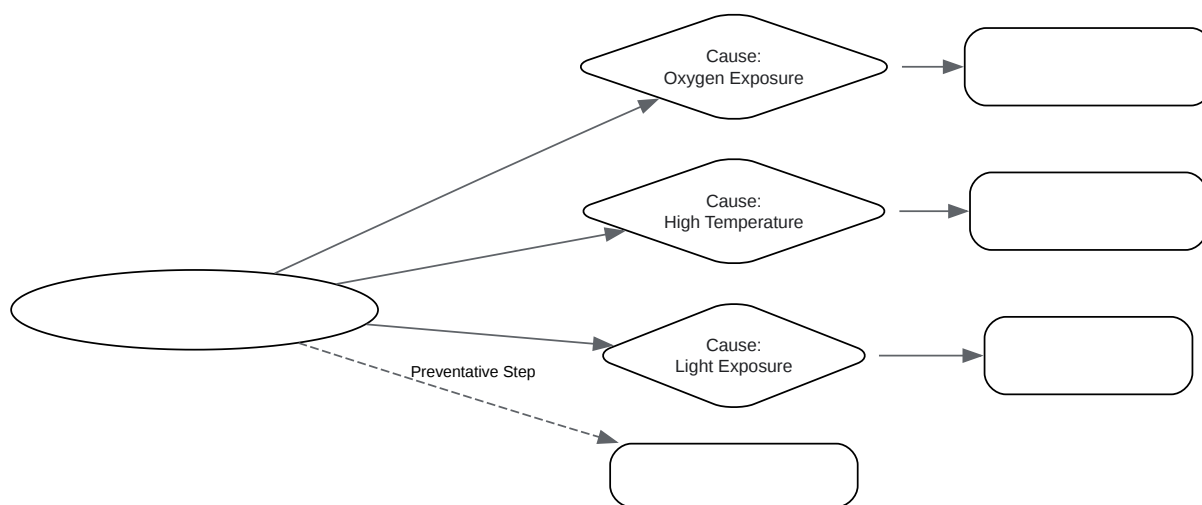 Cause:
Oxygen Exposure
Cause:
High Temperature
Cause:
Light Exposure
Preventative Step